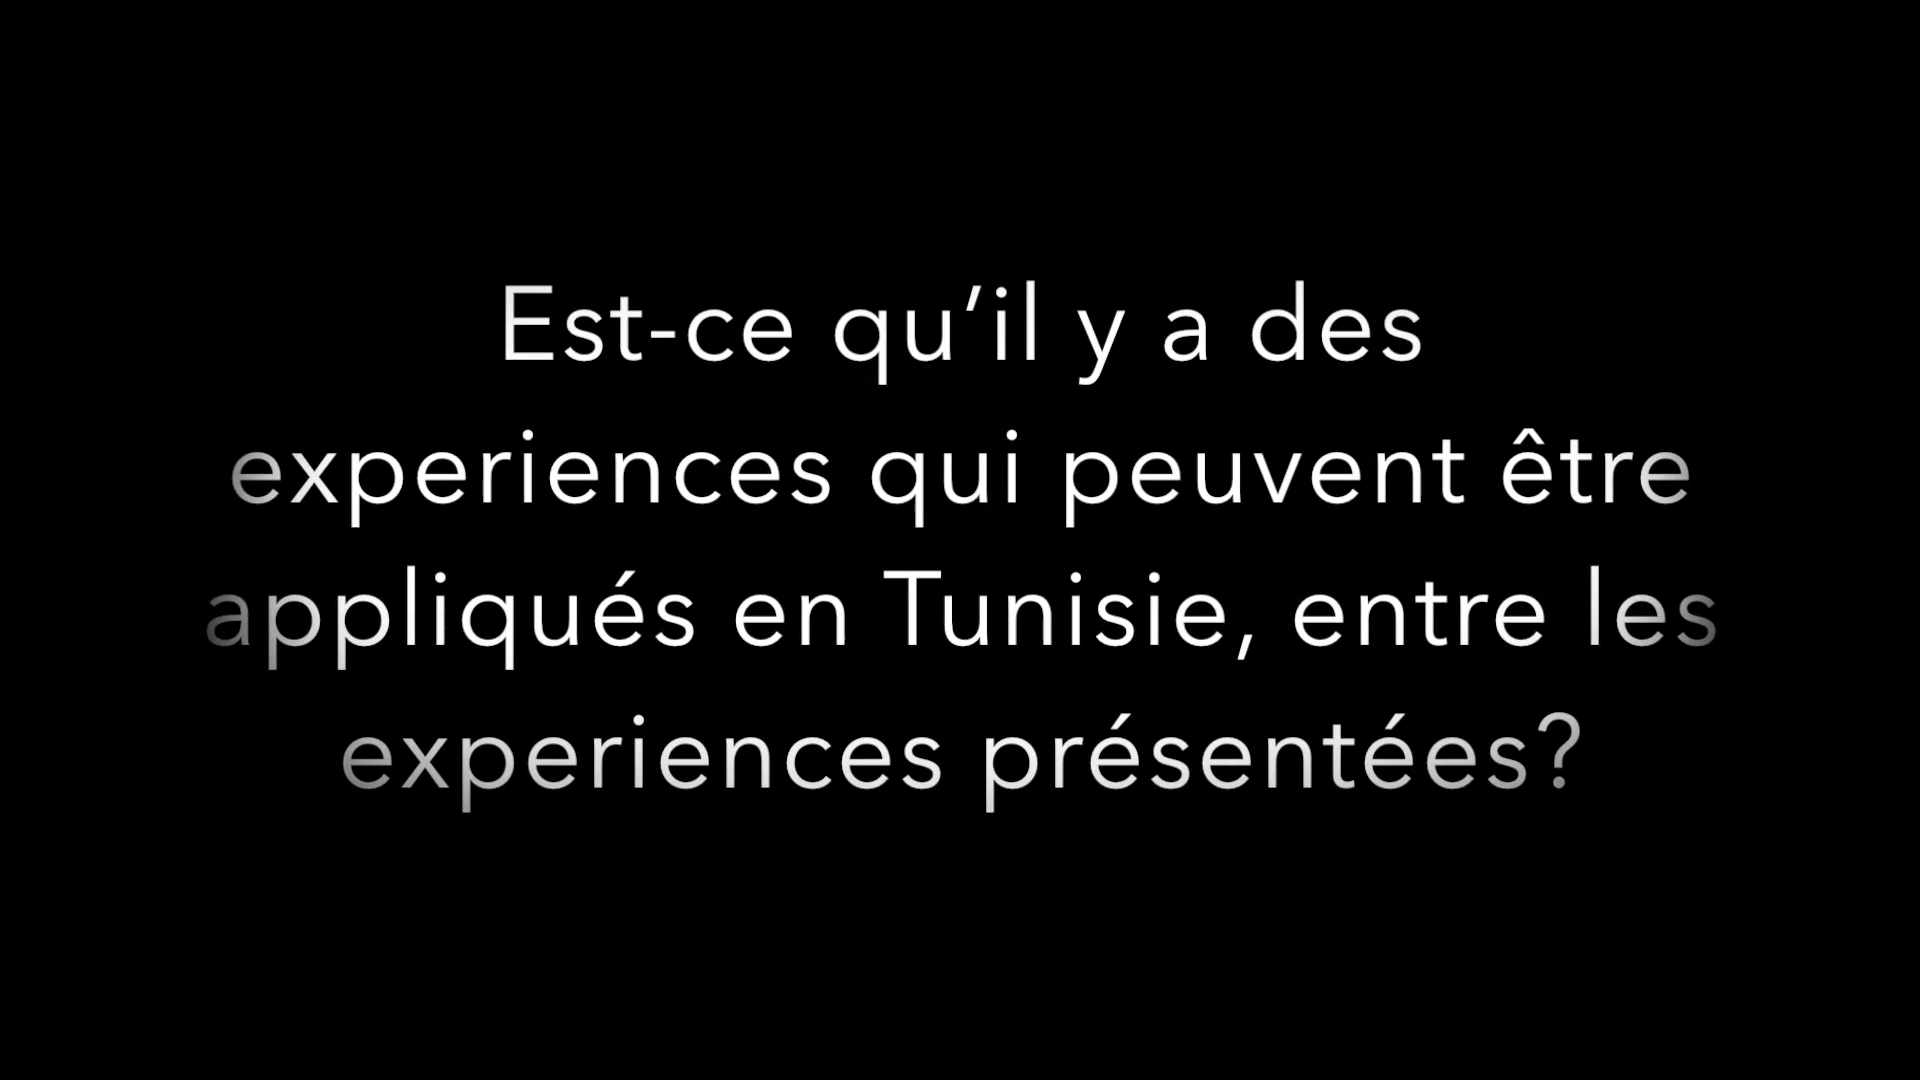 Est-ce qu’il y a des
experiences qui peuvent être
appliqués en Tunisie, entre les
experiences présentées?